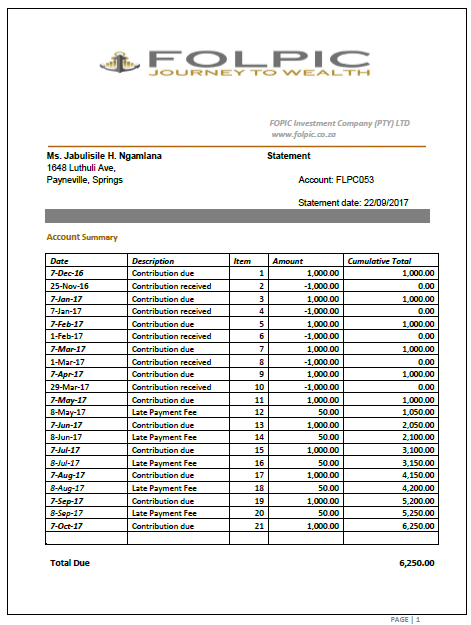 FOLPIC
JOURNEY TO WEALTH
FOPIC Investment Company (PTY) LTD
www.folpic.co.za
Ms. Jabulisile H. Ngamlana Statement
1648 Luthuli Ave,
Payneville, Springs Account: FLPC053
Statement date: 22/09/2017
Account Summary
Date Description Item Amount Cumulative Total
7-Dec-16 Contribution due 1 1,000.00 1,000.00
25-Nov-16 Contribution received 2 -1,000.00 0.00
7-Jan-17 Contribution due 3 1,000.00 1,000.00
7-Jan-17 Contribution received 4 -1,000.00 0.00
7-Feb-17 Contribution due 5 1,000.00 1,000.00
1-Feb-17 Contribution received 6 -1,000.00 0.00
7-Mar-17 Contribution due 7 1,000.00 1,000.00
1-Mar-17 Contribution received 8 -1,000.00 0.00
7-Apr-17 Contribution due 9 1,000.00 1,000.00
29-Mar-17 Contribution received 10 -1,000.00 0.00
7-May-17 Contribution due 11 1,000.00 1,000.00
8-May-17 Late Payment Fee 12 50.00 1,050.00
7-Jun-17 Contribution due 13 1,000.00 2,050.00
8-Jun-17 Late Payment Fee 14 50.00 2,100.00
7-Jul-17 Contribution due 15 1,000.00 3,100.00
8-Jul-17 Late Payment Fee 16 50.00 3,150.00
7-Aug-17 Contribution due 17 1,000.00 4,150.00
8-Aug-17 Late Payment Fee 18 50.00 4,200.00
7-Sep-17 Contribution due 19 1,000.00 5,200.00
8-Sep-17 Late Payment Fee 20 50.00 5,250.00
7-Oct-17 Contribution due 21 1,000.00 6,250.00
Total Due 6,250.00
PAGE | 1